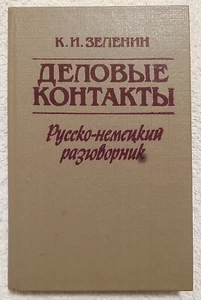 К. И. ЗЕЛЕНИН
ДЕЛОВЫЕ
КОНТАКТЫ
Русско-немецкий
разговорник